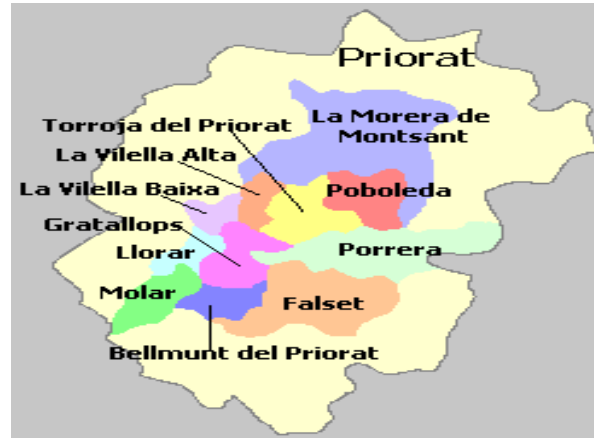 Priorat
La Morera de
Montsant
Torroja del Priorat
La Vilella Alta
La Vilella Baixa
Poboleda
Gratallops
Llorar
Porrera
Molar
Falset
Bellmunt del Priorat